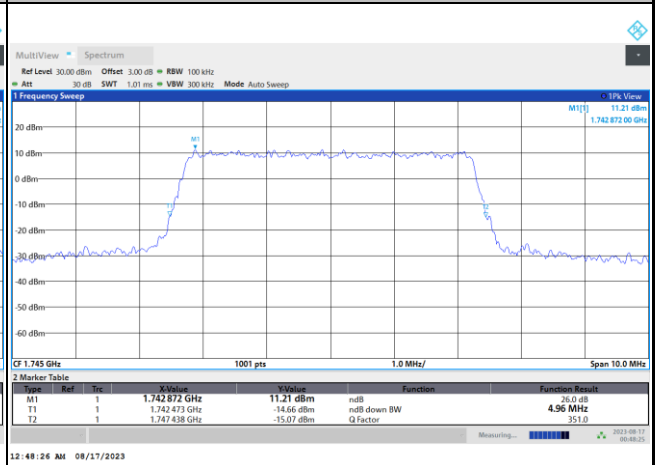 MultiView Spectrum
Ref Level 30.00 dBm Offset 3.00 dB RBW 100 kHz
Att 30 dB SWT 1.01 ms VBW 300 kHz Mode Auto Sweep
1 Frequency Sweep 1Pk View
M1[1] 11.21 dBm
1.742 872 00 GHz
20 dBm
M1
10 dBm
0 dBm
-10 dBm
T1
T2
-20 dBm
-30 dBm
-40 dBm
-50 dBm
-60 dBm
CF 1.745 GHz 1001 pts 1.0 MHz/ Span 10.0 MHz
2 Marker Table
Type Ref Trc X-Value Y-Value Function Function Result
M1 1 1.742 872 GHz 11.21 dBm ndB 26.0 dB
T1 1 1.742 473 GHz -14.66 dBm ndB down BW 4.96 MHz
T2 1 1.747 438 GHz -15.07 dBm Q Factor 351.0
Measuring... 2023-08-17
00:48:25
12:48:26 AM 08/17/2023